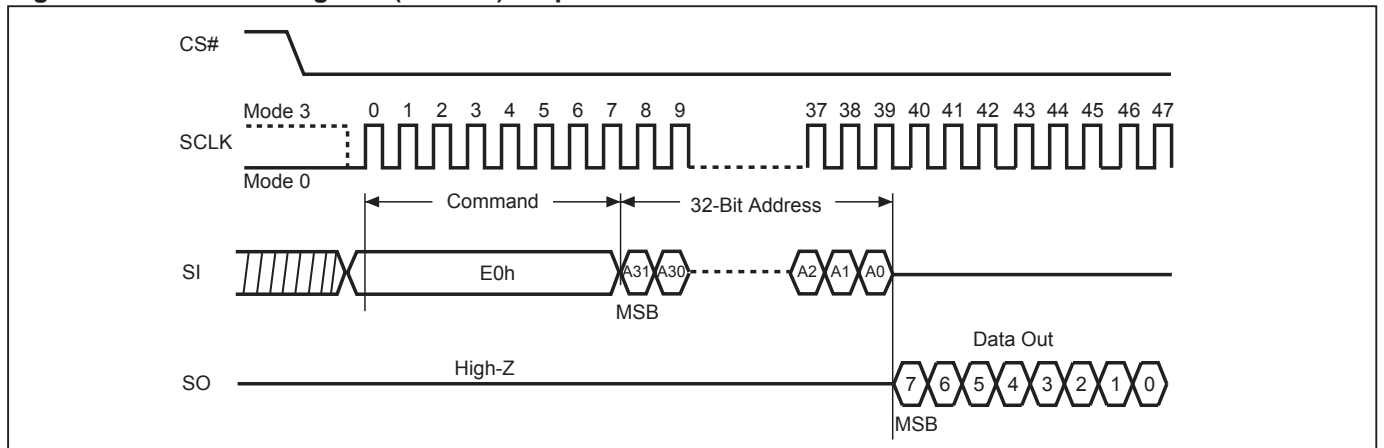 CS#
Mode 3
0 1 2 3 4 5 6 7 8 9 37 38 39 40 41 42 43 44 45 46 47
SCLK
Mode 0
Command
32-Bit Address
SI
E0h
A31 A30 A2 A1 A0
MSB
Data Out
High-Z
SO
7 6 5 4 3 2 1 0
MSB